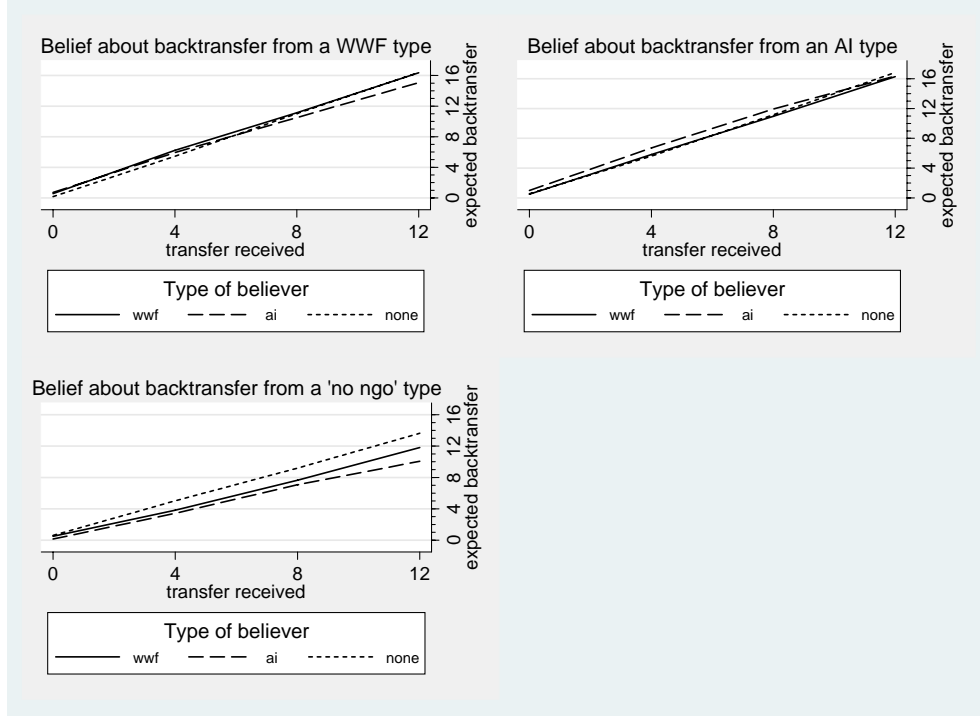 Belief about backtransfer from a WWF type
0 4 8 12 16
expected backtransfer
0 4 8 12
transfer received
Type of believer
wwf ai none
Belief about backtransfer from an AI type
0 4 8 12 16
expected backtransfer
0 4 8 12
transfer received
Type of believer
wwf ai none
Belief about backtransfer from a 'no ngo' type
0 4 8 12 16
expected backtransfer
0 4 8 12
transfer received
Type of believer
wwf ai none